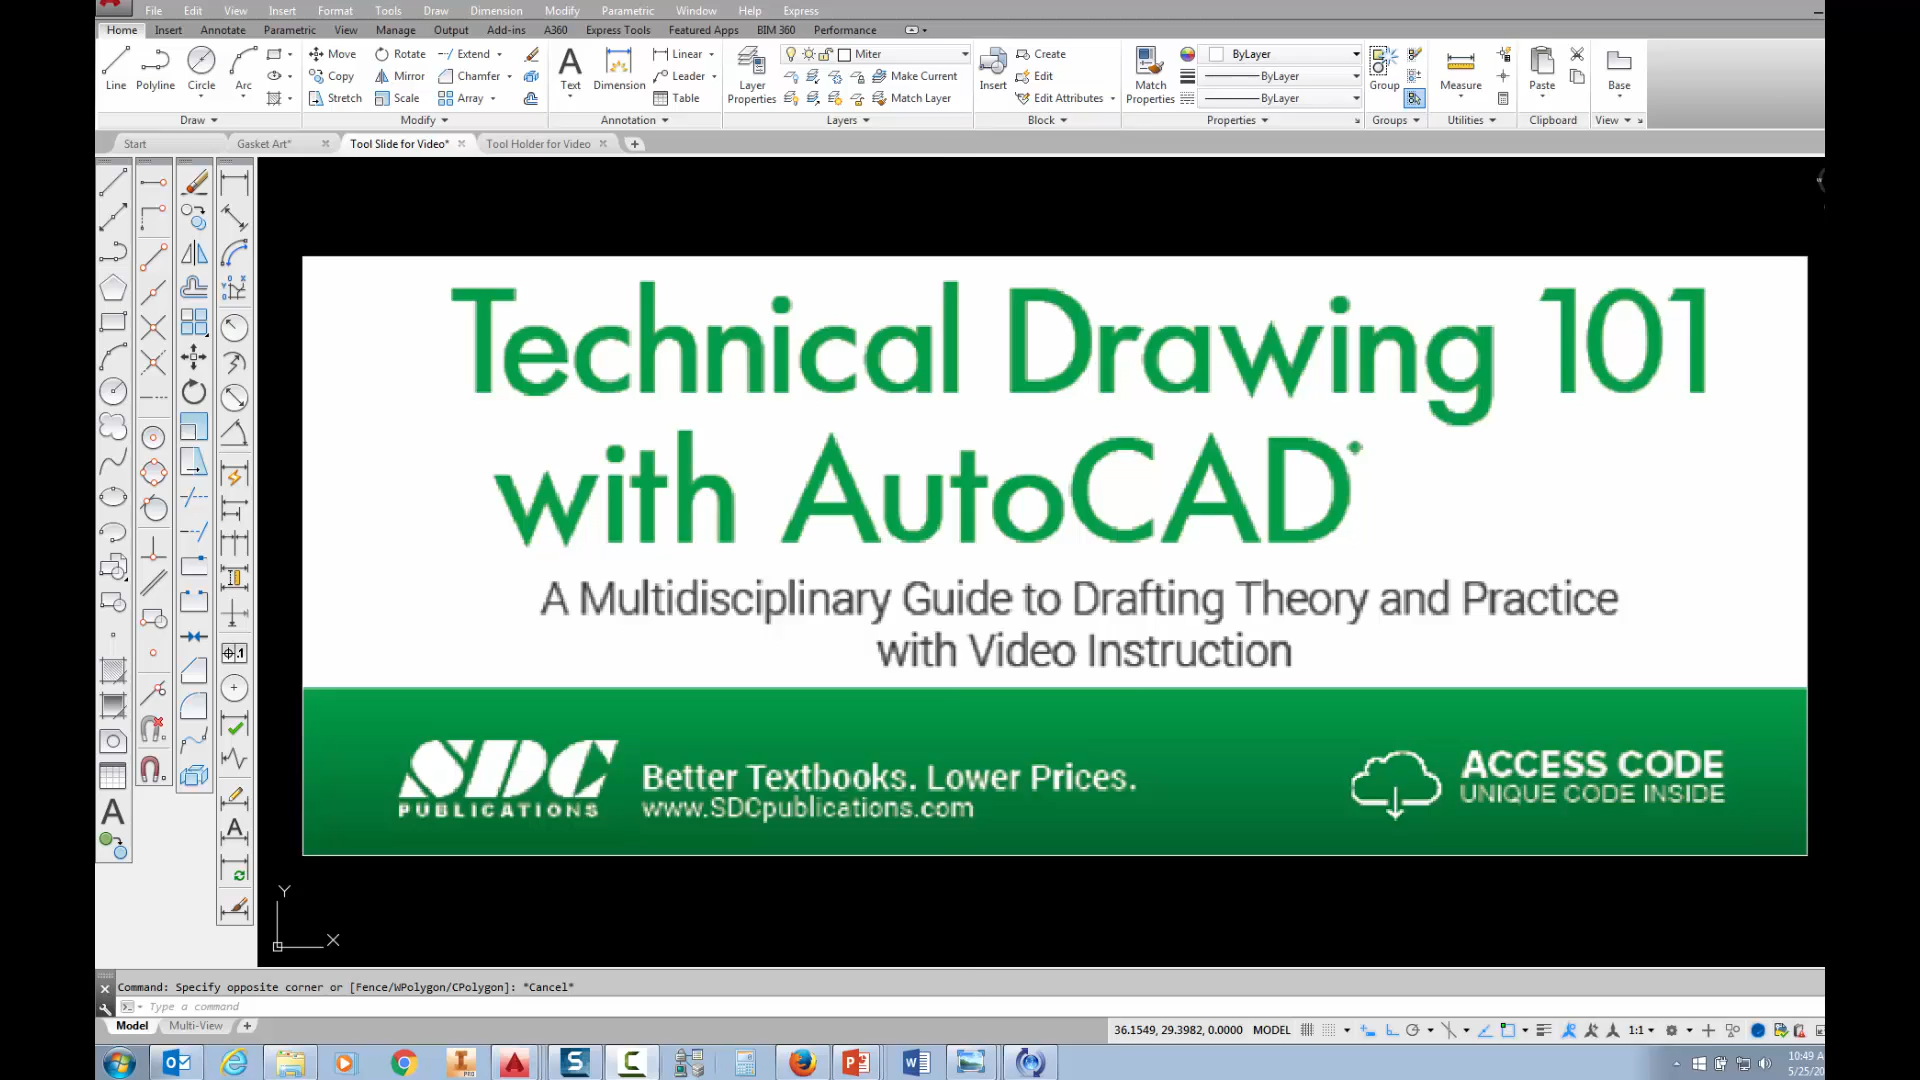 File Edit View Insert Format Tools Draw Dimension Modify Parametric Window Help Express
Home Insert Annotate Parametric View Manage Output Add-ins A360 Express Tools Featured Apps BIM 360 Performance
Line Polyline Circle Arc
Move Rotate Extend
Copy Mirror Chamfer
Stretch Scale Array
Text Dimension
Linear
Leader
Table
Layer Properties
Miter
Make Current
Match Layer
Insert
Create
Edit
Edit Attributes
Match Properties
ByLayer
ByLayer
ByLayer
Group
Measure
Paste
Base
Draw Modify Annotation Layers Block Properties Groups Utilities Clipboard View
Start Gasket Art* Tool Slide for Video* Tool Holder for Video
Technical Drawing 101
with AutoCAD
A Multidisciplinary Guide to Drafting Theory and Practice
with Video Instruction
SDC
PUBLICATIONS
Better Textbooks. Lower Prices.
www.SDCpublications.com
ACCESS CODE
UNIQUE CODE INSIDE
Y
X
Command: Specify opposite corner or [Fence/WPolygon/CPolygon]: *Cancel*
Type a command
Model Multi-View
36.1549, 29.3982, 0.0000 MODEL 1:1
10:49 A
5/25/20